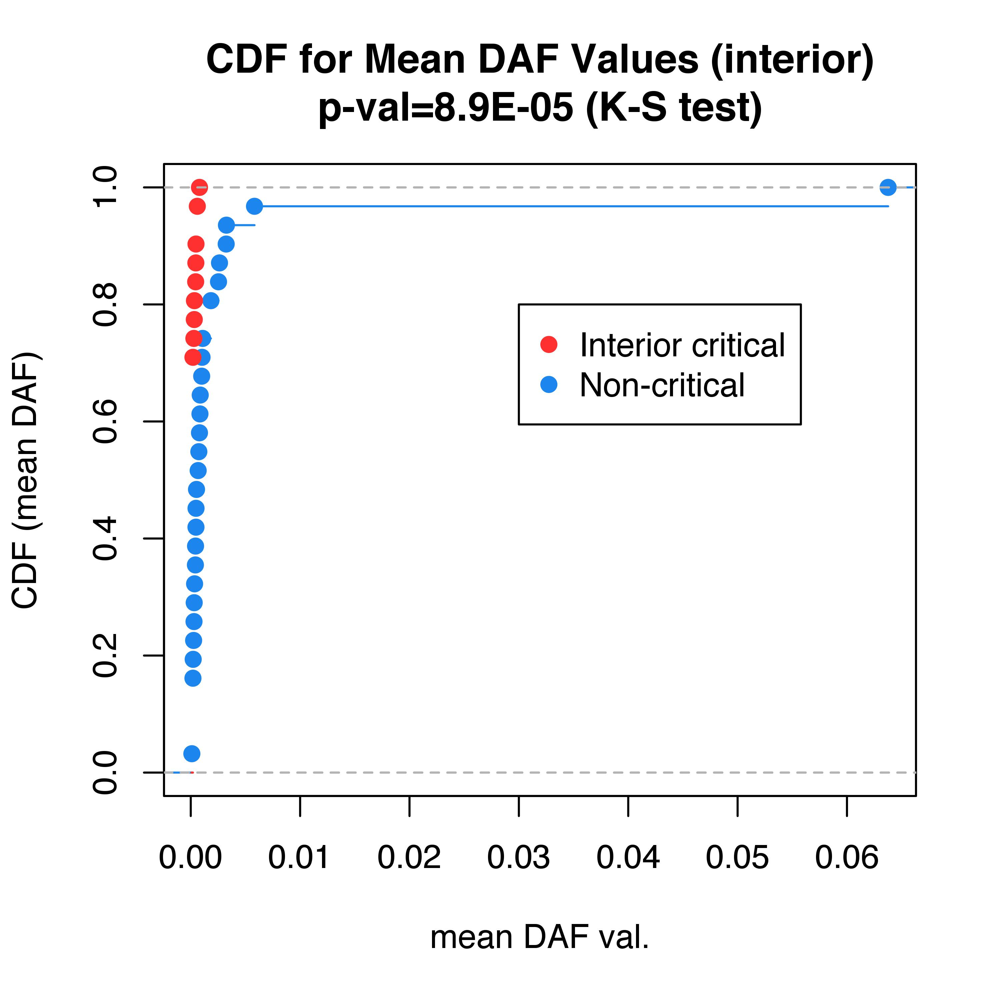 CDF for Mean DAF Values (interior)
p-val=8.9E-05 (K-S test)
CDF (mean DAF)
1.0
0.8
0.6
0.4
0.2
0.0
Interior critical
Non-critical
0.00 0.01 0.02 0.03 0.04 0.05 0.06
mean DAF val.